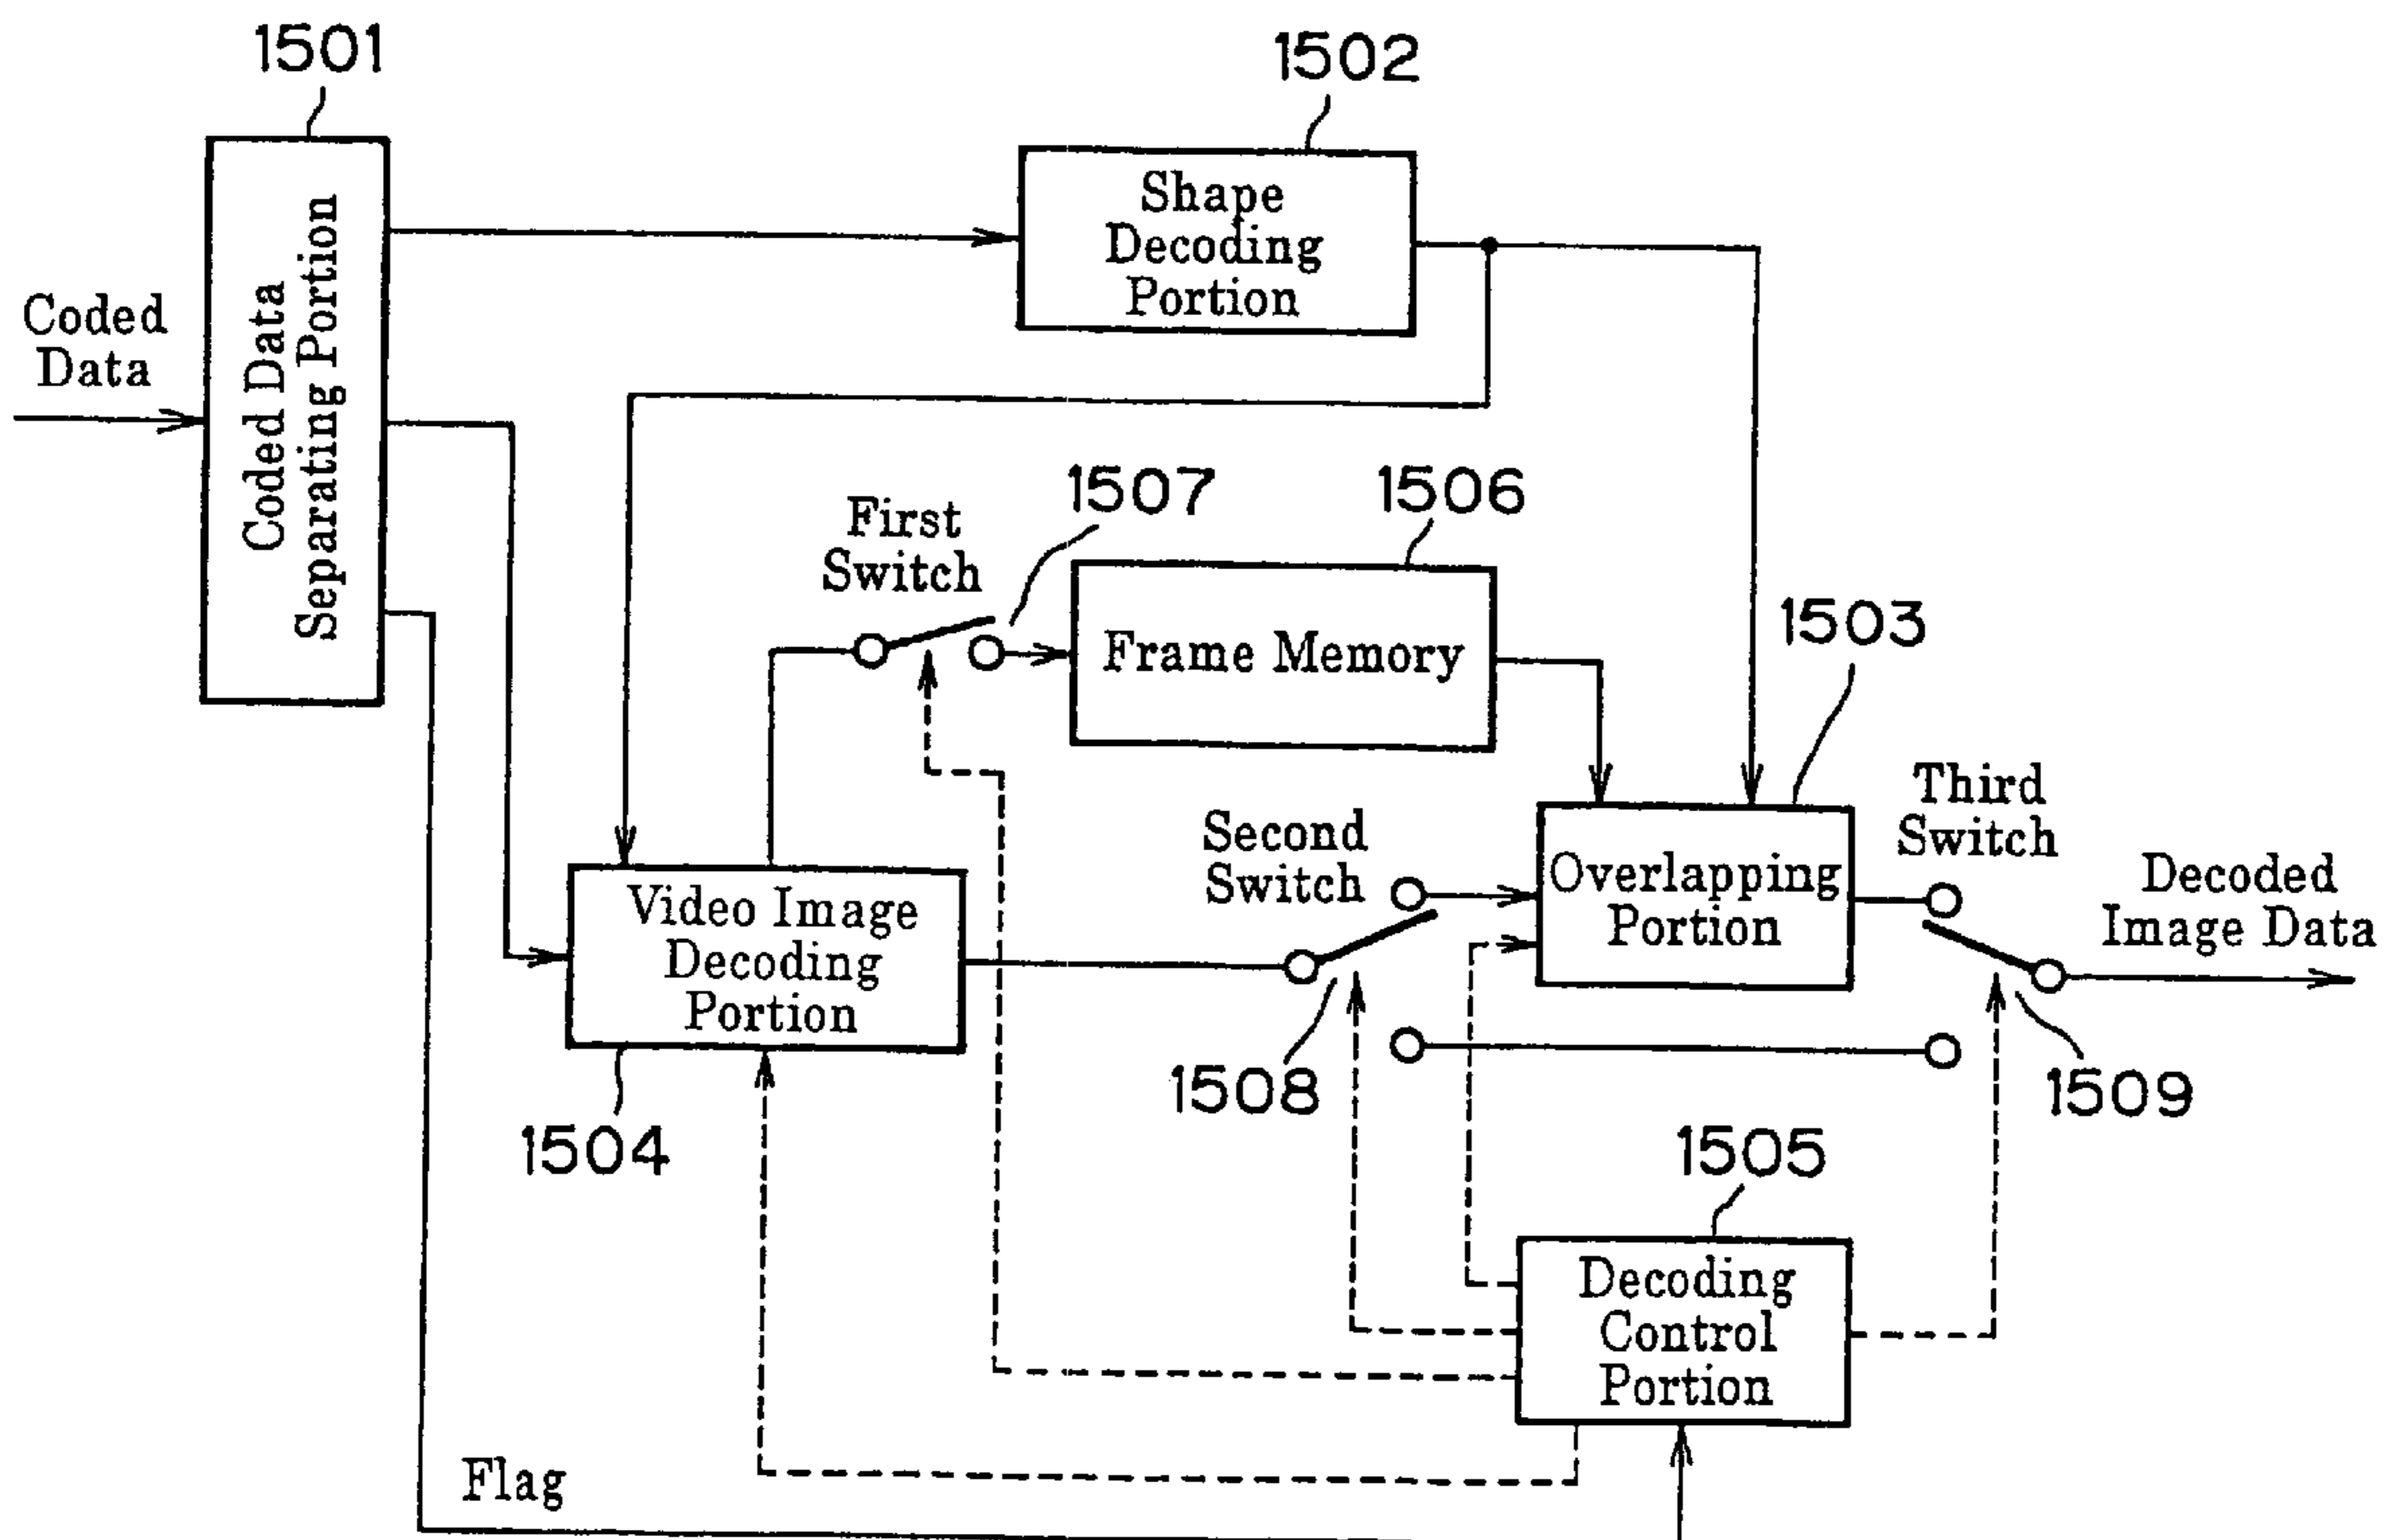 1501
1502
Coded Data
Separating Portion
Shape
Decoding
Portion
Coded
Data
First
Switch
1507
1506
Frame Memory
1503
Second
Switch
Third
Switch
Overlapping
Portion
Decoded
Image Data
Video Image
Decoding
Portion
1504
1508
1509
1505
Decoding
Control
Portion
Flag